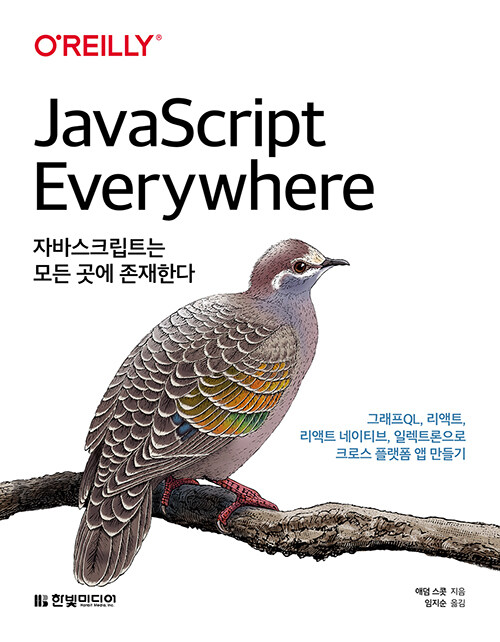 O'REILLY®
JavaScript
Everywhere
자바스크립트는
모든 곳에 존재한다
그래프QL, 리액트,
리액트 네이티브, 일렉트론으로
크로스 플랫폼 앱 만들기
애덤 스콧 지음
임지순 옮김
한빛미디어
Hanbit Media, Inc.